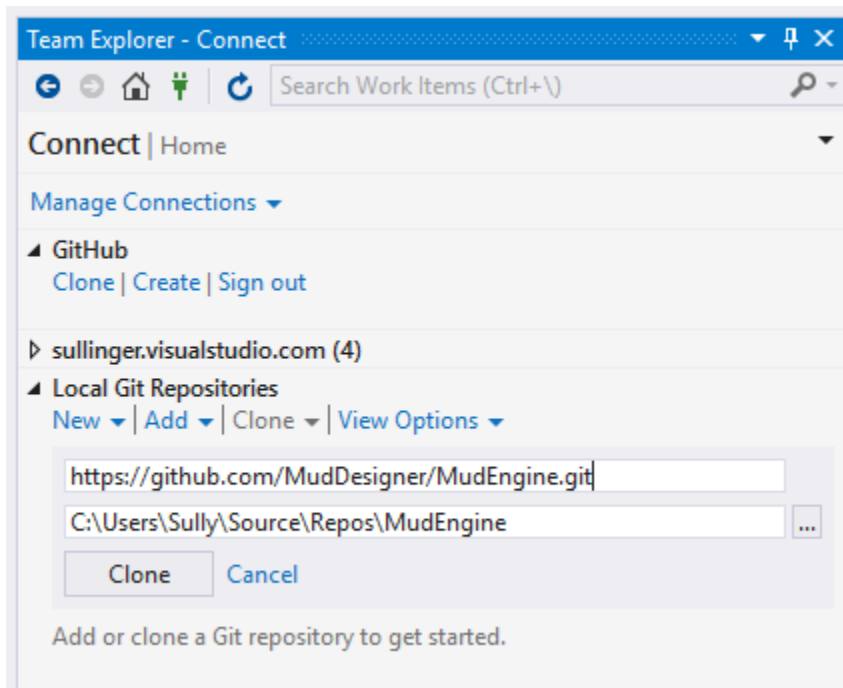 Team Explorer - Connect
Search Work Items (Ctrl+\)
Connect | Home
Manage Connections
GitHub
Clone | Create | Sign out
sullinger.visualstudio.com (4)
Local Git Repositories
New | Add | Clone | View Options
https://github.com/MudDesigner/MudEngine.git
C:\Users\Sully\Source\Repos\MudEngine
...
Clone Cancel
Add or clone a Git repository to get started.